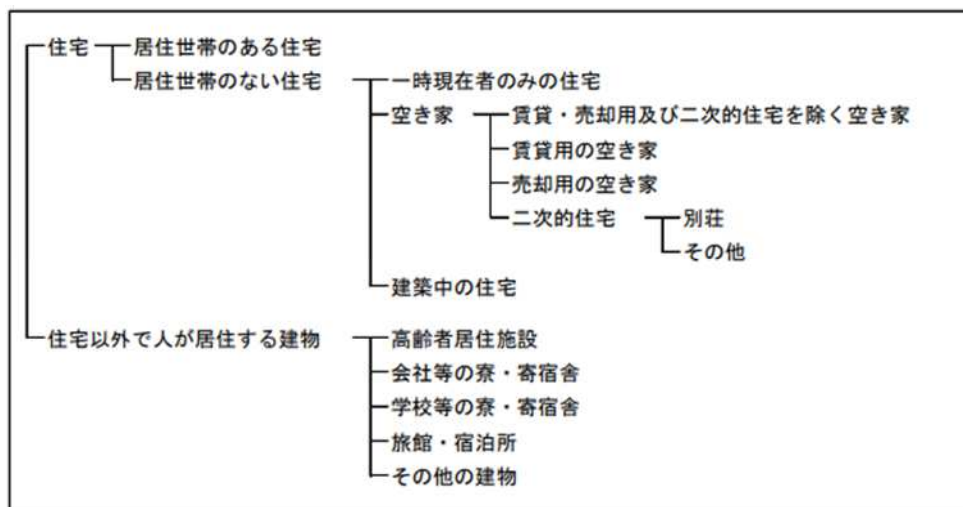 住宅 居住世帯のある住宅
居住世帯のない住宅 一時現在者のみの住宅
空き家 賃貸・売却用及び二次的住宅を除く空き家
賃貸用の空き家
売却用の空き家
二次的住宅 別荘
その他
建築中の住宅
住宅以外で人が居住する建物 高齢者居住施設
会社等の寮・寄宿舎
学校等の寮・寄宿舎
旅館・宿泊所
その他の建物